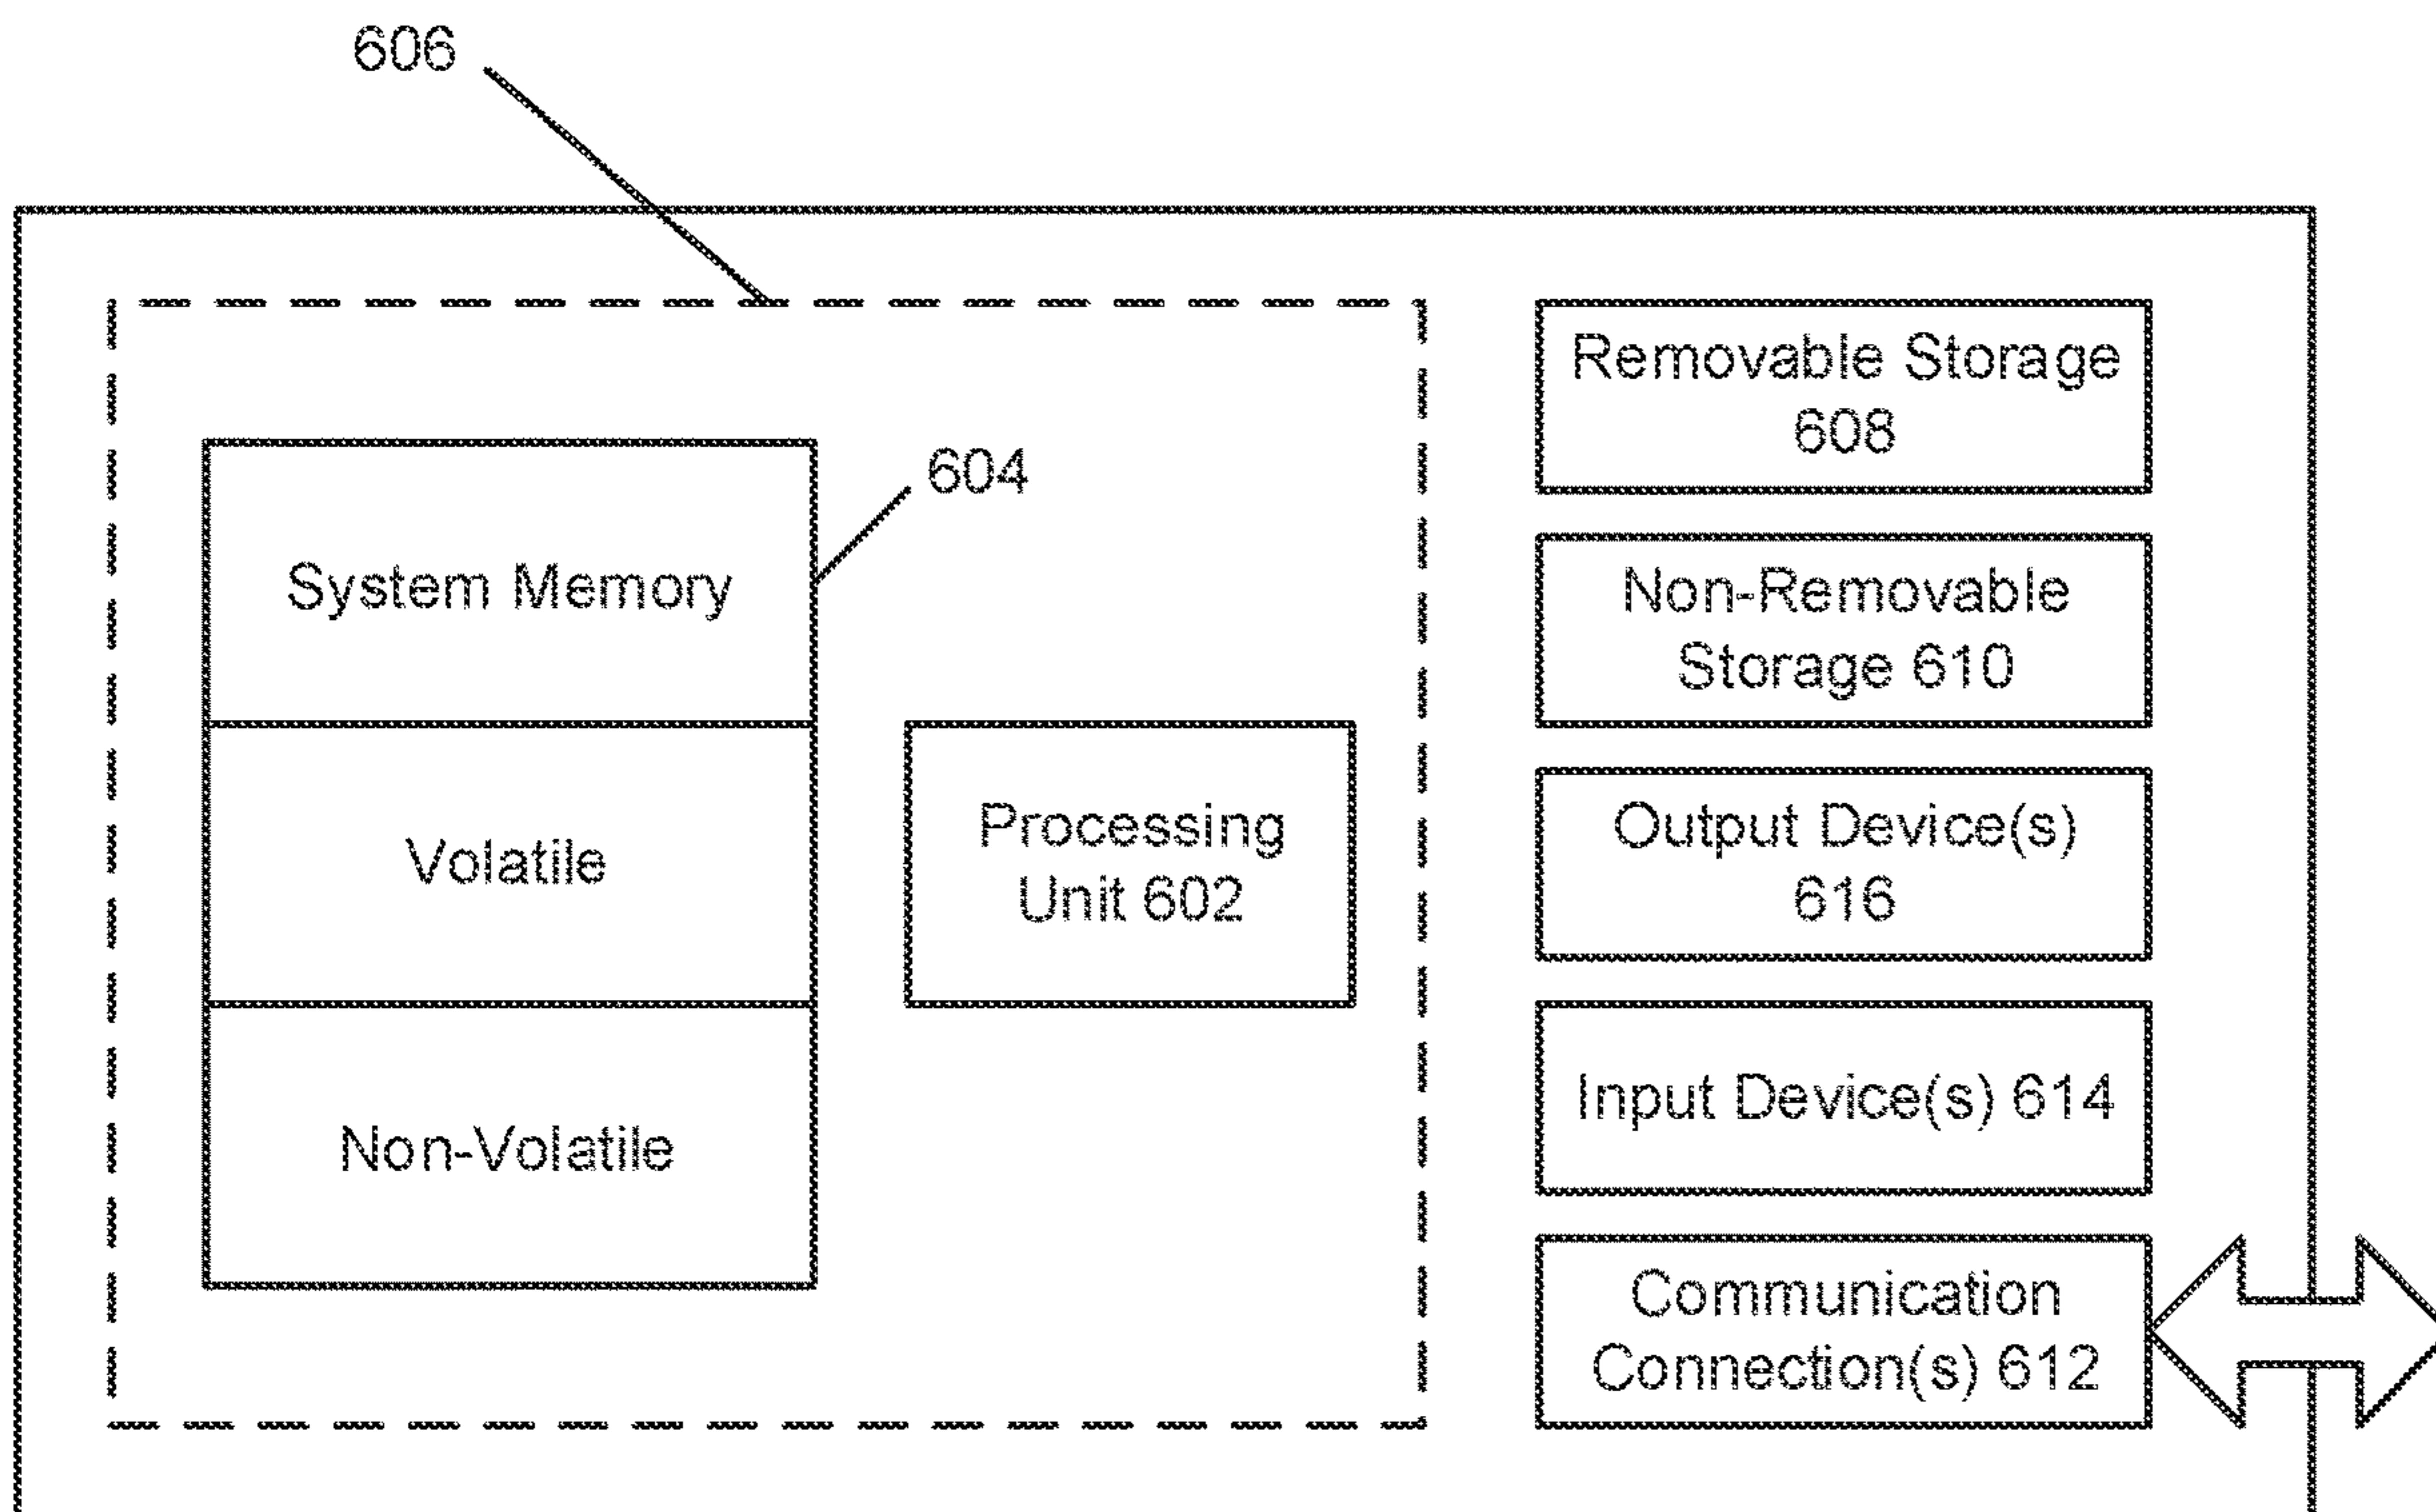 606
604
System Memory
Volatile
Non-Volatile
Processing
Unit 602
Removable Storage
608
Non-Removable
Storage 610
Output Device(s)
616
Input Device(s) 614
Communication
Connection(s) 612